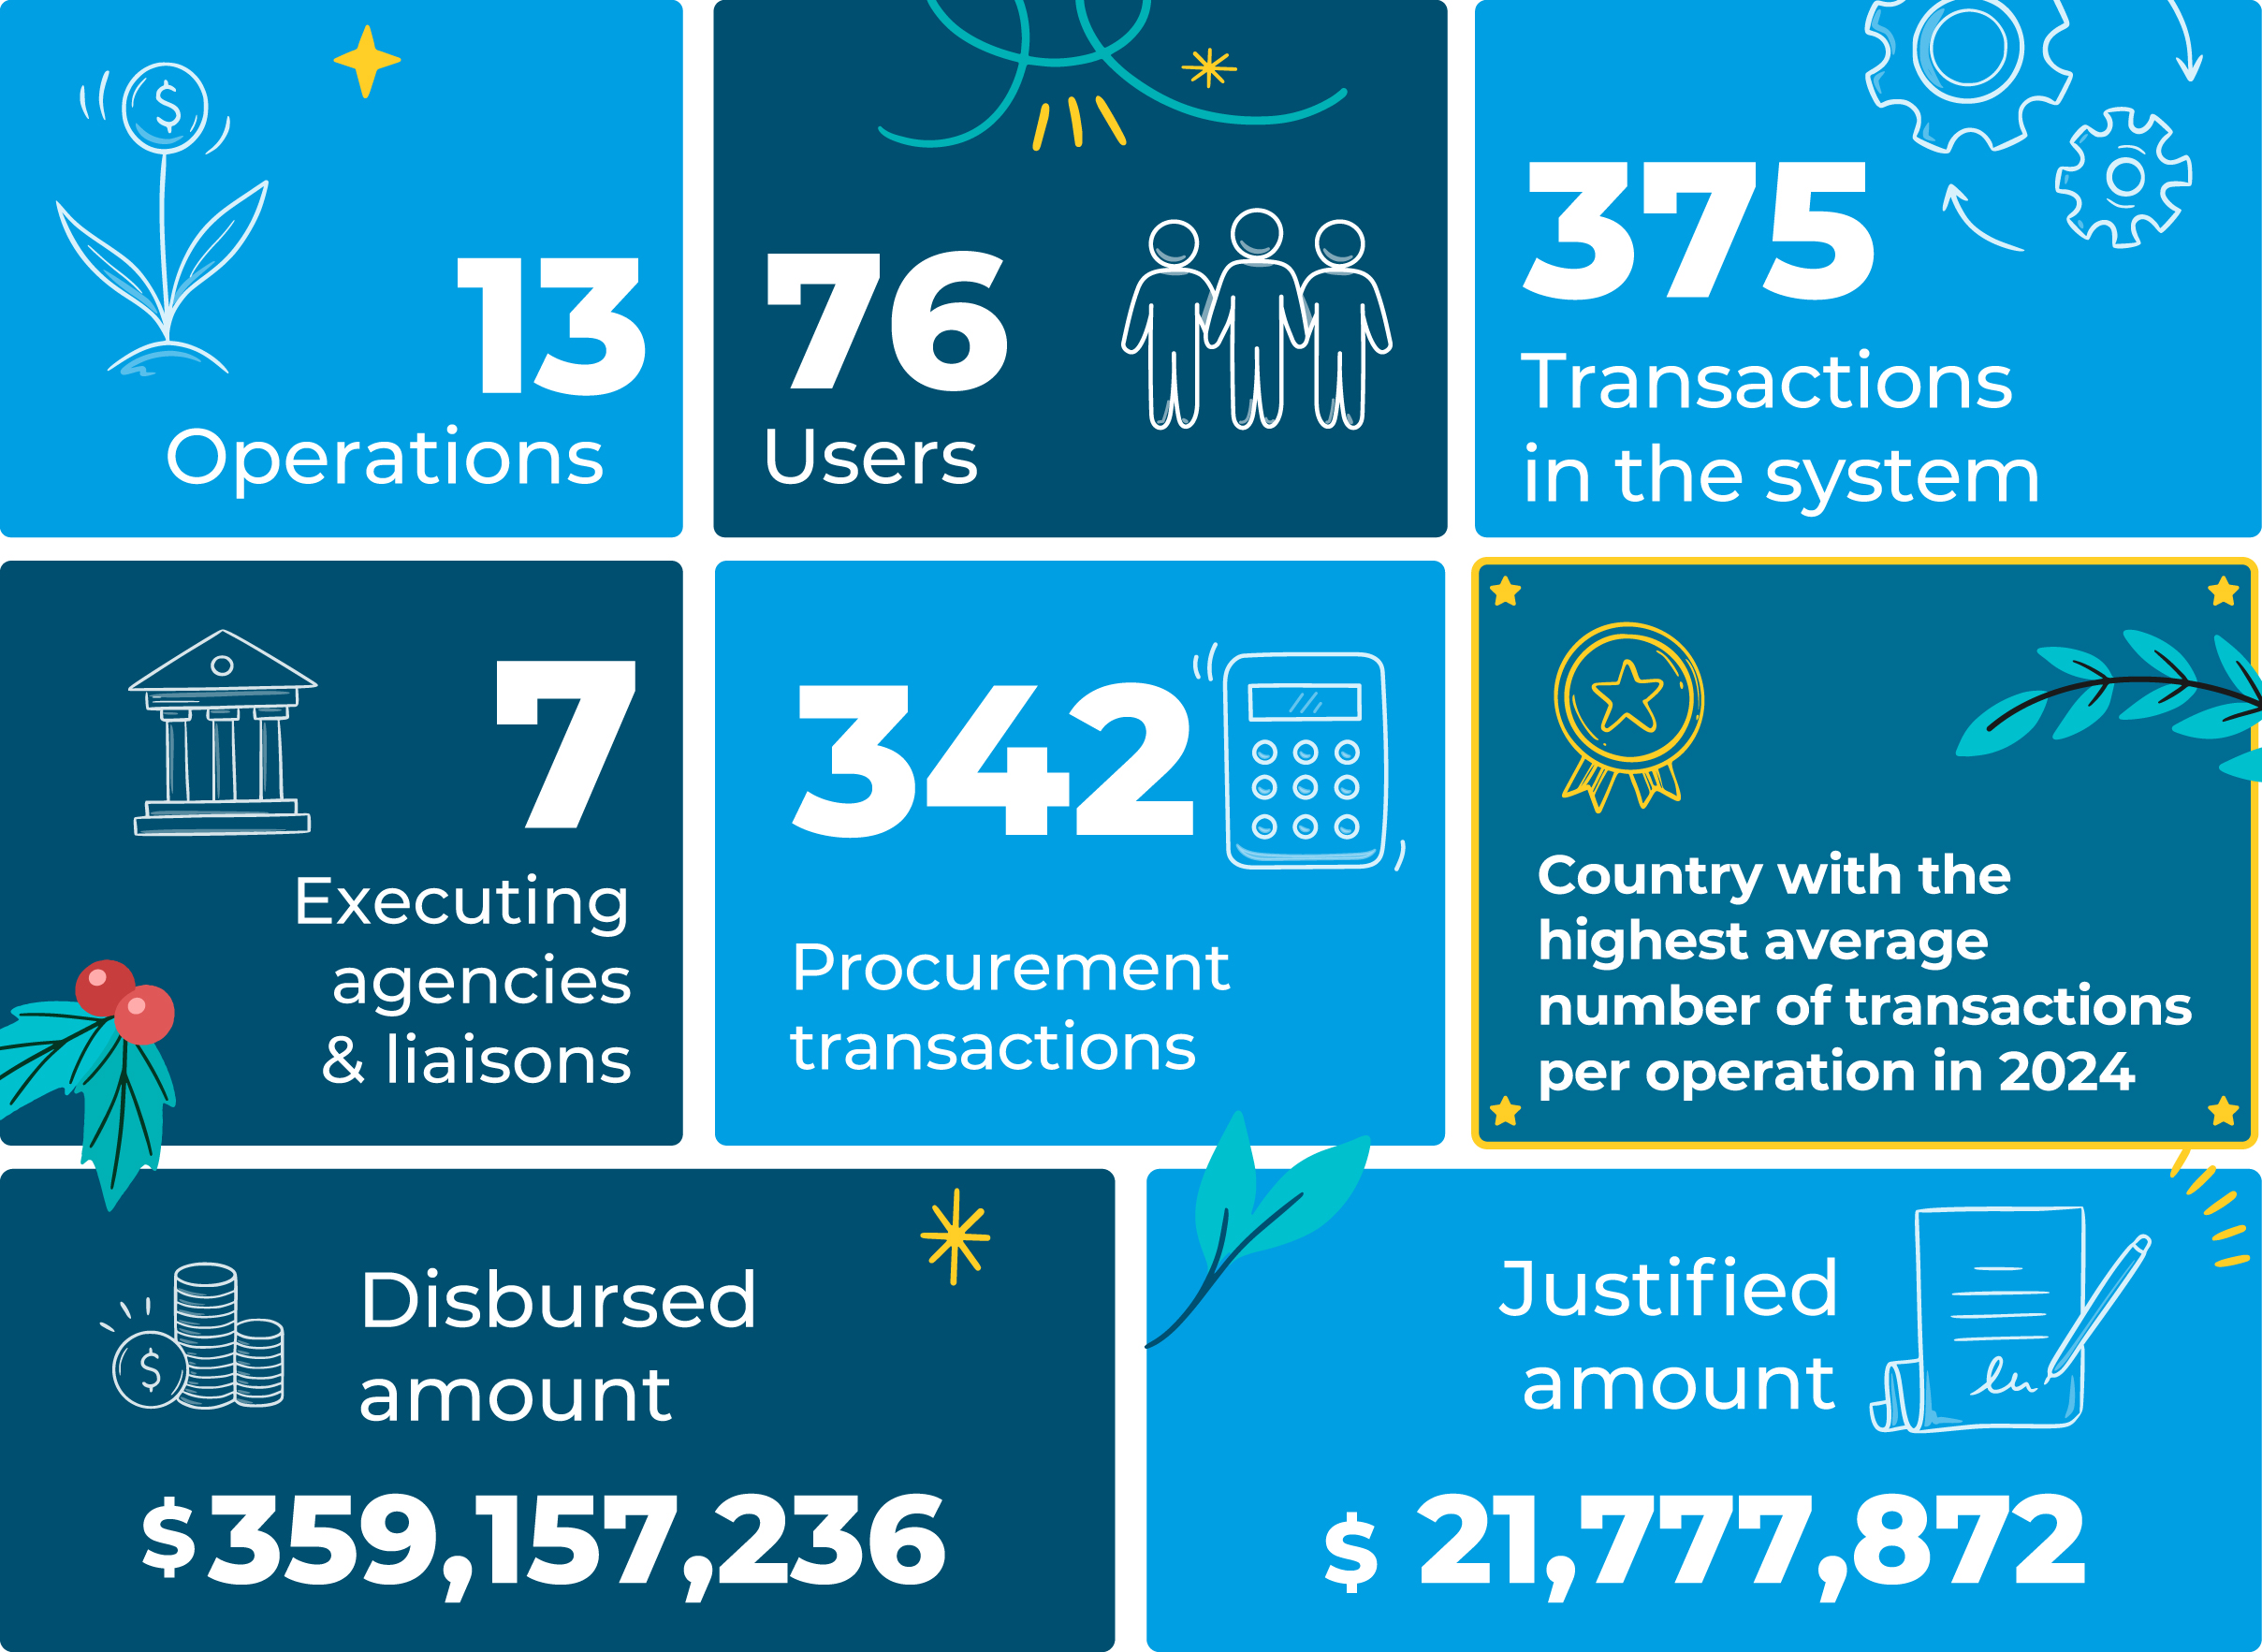 13
Operations
76
Users
375
Transactions
in the system
7
Executing
agencies
& liaisons
342
Procurement
transactions
Country with the
highest average
number of transactions
per operation in 2024
Disbursed
amount
$359,157,236
Justified
amount
$ 21,777,872